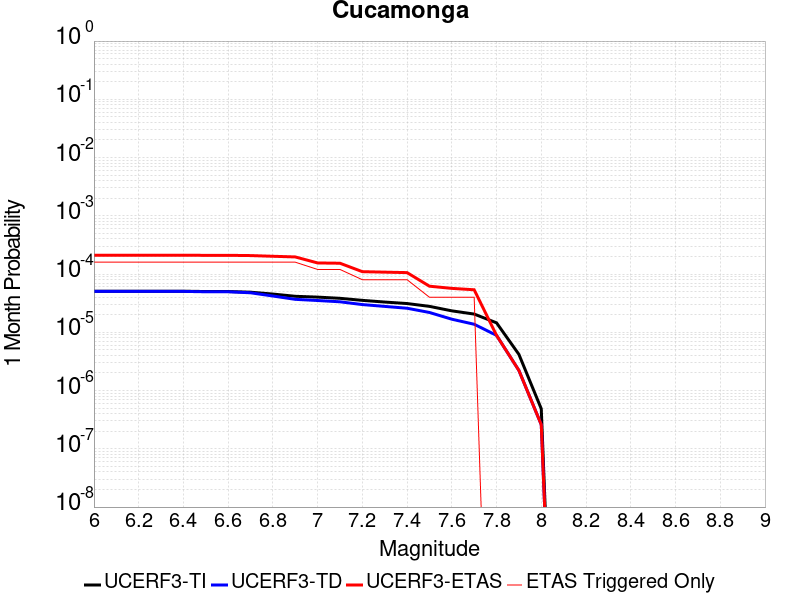 Cucamonga
10 0
10 -1
10 -2
10 -3
10 -4
10 -5
10 -6
10 -7
10 -8
1 Month Probability
6 6.2 6.4 6.6 6.8 7 7.2 7.4 7.6 7.8 8 8.2 8.4 8.6 8.8 9
Magnitude
UCERF3-TI UCERF3-TD UCERF3-ETAS ETAS Triggered Only